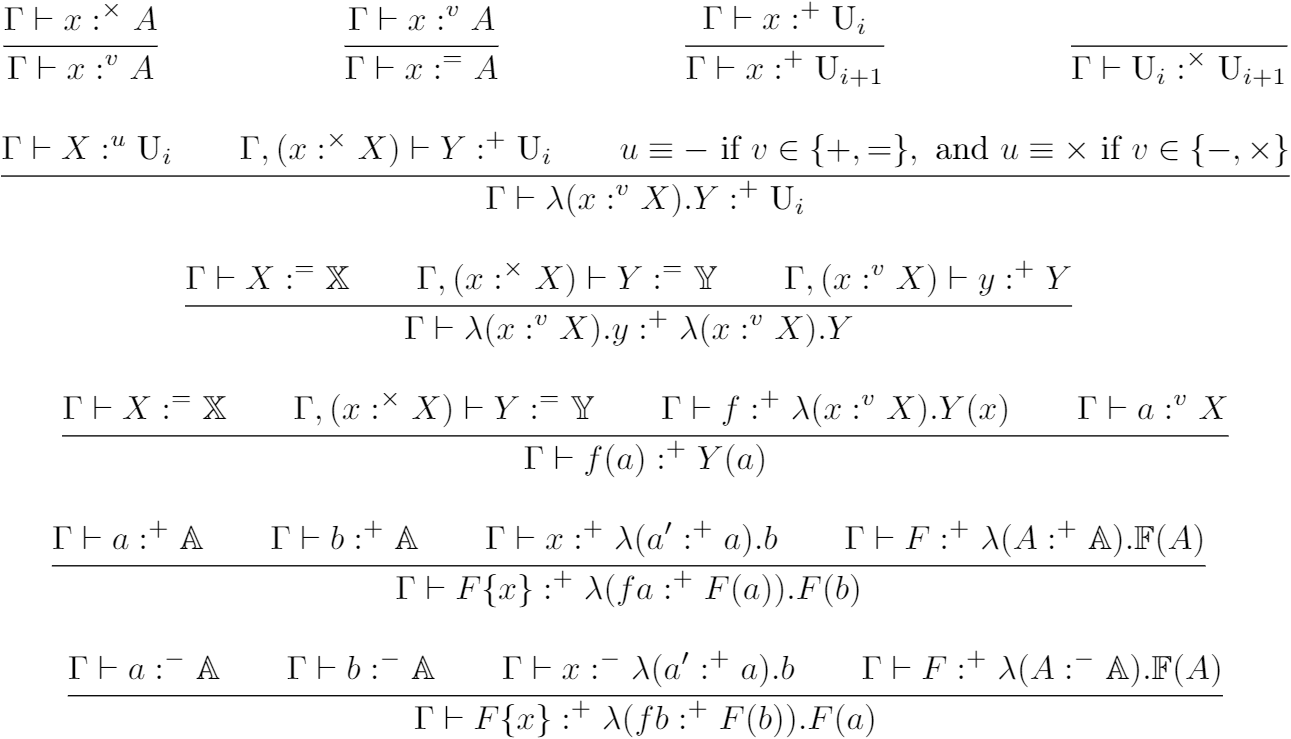 Γ ⊢ x :^× A    Γ ⊢ x :^v A    Γ ⊢ x :^+ U_i
Γ ⊢ x :^v A    Γ ⊢ x :^= A    Γ ⊢ x :^+ U_{i+1}    Γ ⊢ U_i :^× U_{i+1}
Γ ⊢ X :^u U_i    Γ, (x :^× X) ⊢ Y :^+ U_i    u ≡ − if v ∈ {+, =}, and u ≡ × if v ∈ {−, ×}
Γ ⊢ λ(x :^v X).Y :^+ U_i
Γ ⊢ X :^= 𝕏    Γ, (x :^× X) ⊢ Y :^= 𝕐    Γ, (x :^v X) ⊢ y :^+ Y
Γ ⊢ λ(x :^v X).y :^+ λ(x :^v X).Y
Γ ⊢ X :^= 𝕏    Γ, (x :^× X) ⊢ Y :^= 𝕐    Γ ⊢ f :^+ λ(x :^v X).Y(x)    Γ ⊢ a :^v X
Γ ⊢ f(a) :^+ Y(a)
Γ ⊢ a :^+ 𝔸    Γ ⊢ b :^+ 𝔸    Γ ⊢ x :^+ λ(a′ :^+ a).b    Γ ⊢ F :^+ λ(A :^+ 𝔸).𝔽(A)
Γ ⊢ F{x} :^+ λ(fa :^+ F(a)).F(b)
Γ ⊢ a :^− 𝔸    Γ ⊢ b :^− 𝔸    Γ ⊢ x :^− λ(a′ :^+ a).b    Γ ⊢ F :^+ λ(A :^− 𝔸).𝔽(A)
Γ ⊢ F{x} :^+ λ(fb :^+ F(b)).F(a)